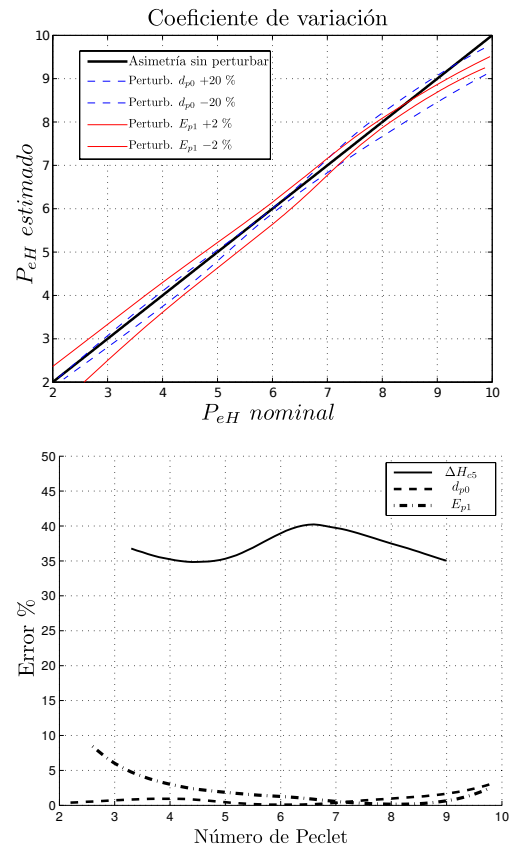 Coeficiente de variación
10
9
8
7
6
5
4
3
2
Asimetría sin perturbar
Perturb. d_{p0} +20 %
Perturb. d_{p0} −20 %
Perturb. E_{p1} +2 %
Perturb. E_{p1} −2 %
P_{eH} estimado
2 3 4 5 6 7 8 9 10
P_{eH} nominal
50
45
40
35
30
25
20
15
10
5
0
ΔH_{c5}
d_{p0}
E_{p1}
Error %
2 3 4 5 6 7 8 9 10
Número de Peclet